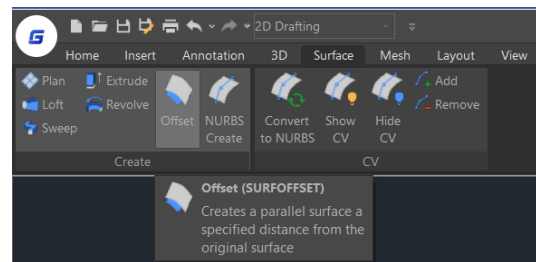 G
2D Drafting
Home Insert Annotation 3D Surface Mesh Layout View
Plan Extrude
Loft Revolve
Sweep
Offset NURBS
Create
Convert Show Hide
to NURBS CV CV
Add
Remove
Create CV
Offset (SURFOFFSET)
Creates a parallel surface a
specified distance from the
original surface